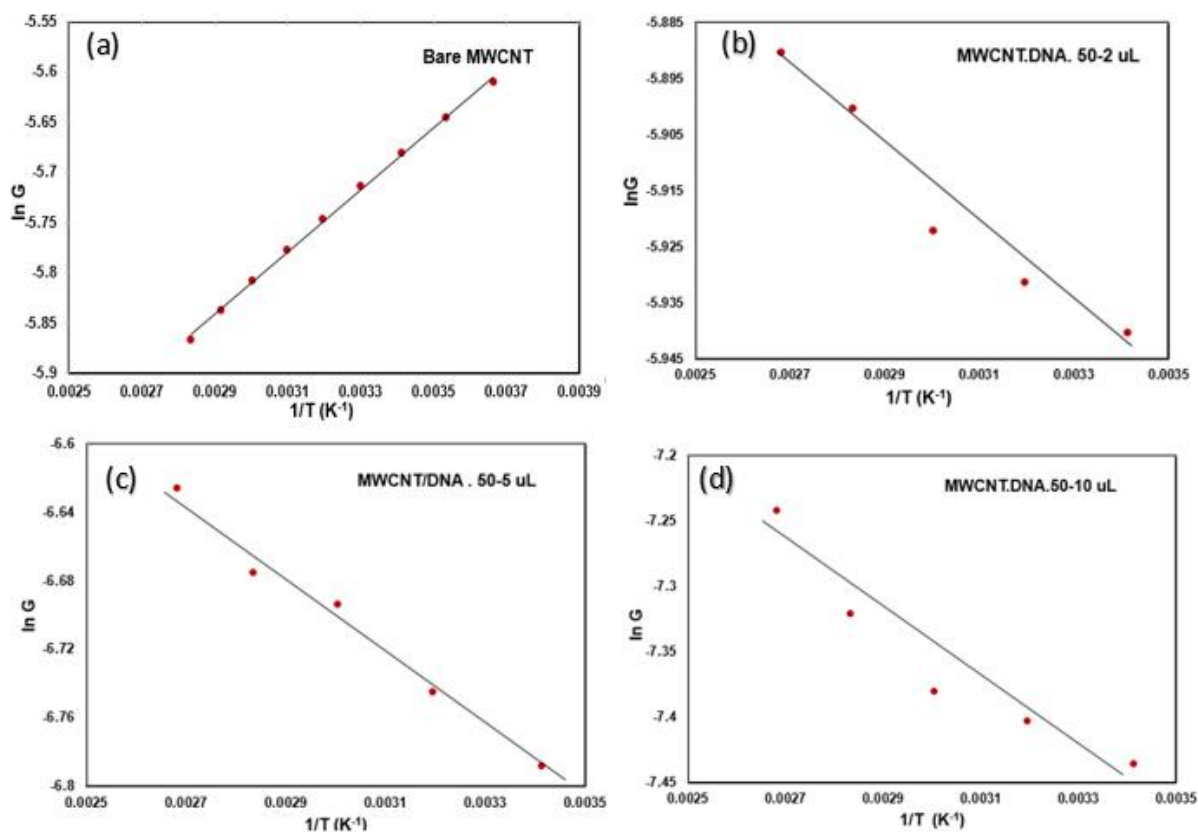 (a)
Bare MWCNT
-5.55
-5.6
-5.65
-5.7
-5.75
-5.8
-5.85
-5.9
ln G
0.0025 0.0027 0.0029 0.0031 0.0033 0.0035 0.0037 0.0039
1/T (K⁻¹)
(b)
MWCNT.DNA. 50-2 uL
-5.885
-5.895
-5.905
-5.915
-5.925
-5.935
-5.945
lnG
0.0025 0.0027 0.0029 0.0031 0.0033 0.0035
1/T (K⁻¹)
(c)
MWCNT/DNA . 50-5 uL
-6.6
-6.64
-6.68
-6.72
-6.76
-6.8
ln G
0.0025 0.0027 0.0029 0.0031 0.0033 0.0035
1/T (K⁻¹)
(d)
MWCNT.DNA.50-10 uL
-7.2
-7.25
-7.3
-7.35
-7.4
-7.45
ln G
0.0025 0.0027 0.0029 0.0031 0.0033 0.0035
1/T (K⁻¹)